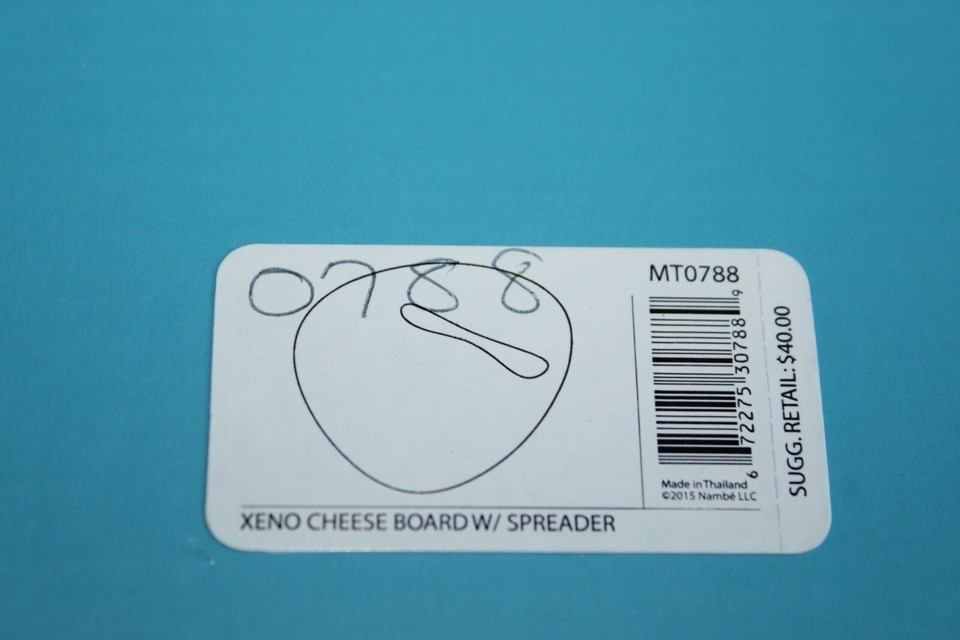 0788
MT0788
6 72275 30788 9
Made in Thailand
©2015 Nambé LLC
SUGG. RETAIL: $40.00
XENO CHEESE BOARD W/ SPREADER